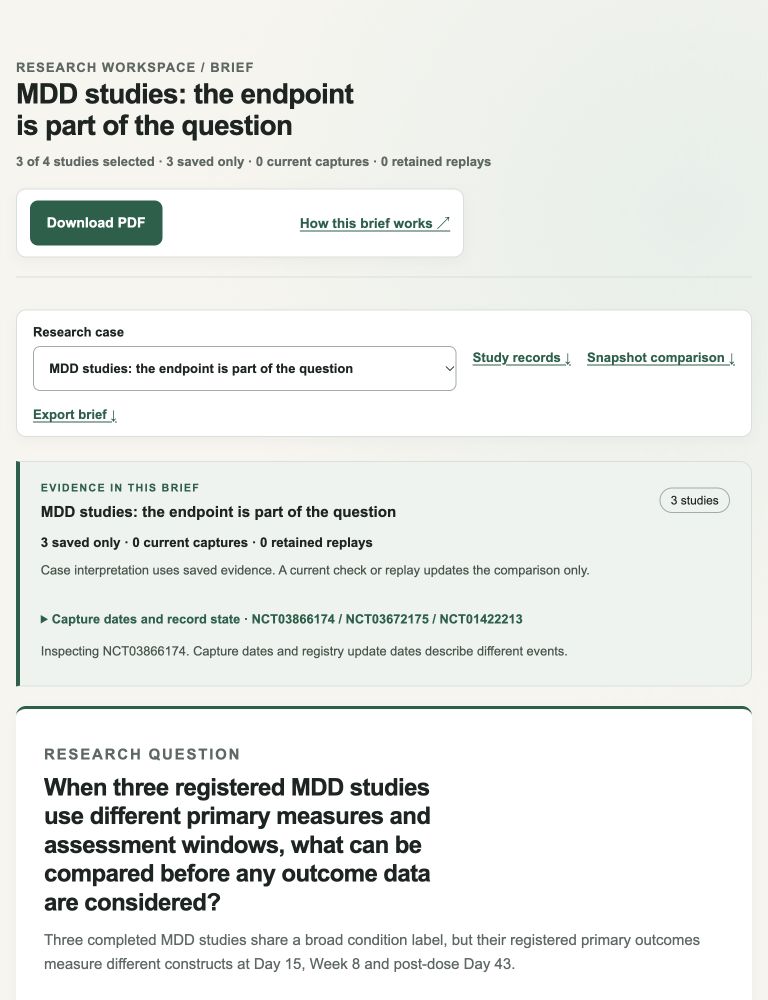 RESEARCH WORKSPACE / BRIEF
MDD studies: the endpoint
is part of the question
3 of 4 studies selected · 3 saved only · 0 current captures · 0 retained replays
Download PDF
How this brief works ↗
Research case
MDD studies: the endpoint is part of the question
Study records ↓
Snapshot comparison ↓
Export brief ↓
EVIDENCE IN THIS BRIEF
MDD studies: the endpoint is part of the question
3 studies
3 saved only · 0 current captures · 0 retained replays
Case interpretation uses saved evidence. A current check or replay updates the comparison only.
Capture dates and record state · NCT03866174 / NCT03672175 / NCT01422213
Inspecting NCT03866174. Capture dates and registry update dates describe different events.
RESEARCH QUESTION
When three registered MDD studies
use different primary measures and
assessment windows, what can be
compared before any outcome data
are considered?
Three completed MDD studies share a broad condition label, but their registered primary outcomes
measure different constructs at Day 15, Week 8 and post-dose Day 43.